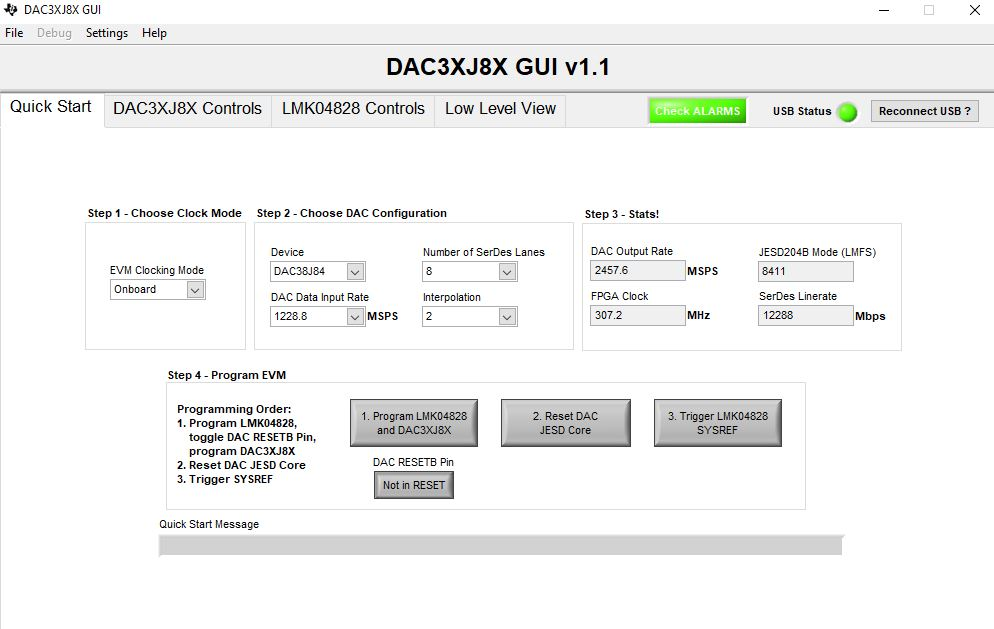 DAC3XJ8X GUI
File Debug Settings Help
DAC3XJ8X GUI v1.1
Quick Start DAC3XJ8X Controls LMK04828 Controls Low Level View Check ALARMS USB Status Reconnect USB ?
Step 1 - Choose Clock Mode
EVM Clocking Mode
Onboard
Step 2 - Choose DAC Configuration
Device
DAC38J84
Number of SerDes Lanes
8
DAC Data Input Rate
1228.8 MSPS
Interpolation
2
Step 3 - Stats!
DAC Output Rate
2457.6 MSPS
JESD204B Mode (LMFS)
8411
FPGA Clock
307.2 MHz
SerDes Linerate
12288 Mbps
Step 4 - Program EVM
Programming Order:
1. Program LMK04828,
toggle DAC RESETB Pin,
program DAC3XJ8X
2. Reset DAC JESD Core
3. Trigger SYSREF
1. Program LMK04828
and DAC3XJ8X
2. Reset DAC
JESD Core
3. Trigger LMK04828
SYSREF
DAC RESETB Pin
Not in RESET
Quick Start Message